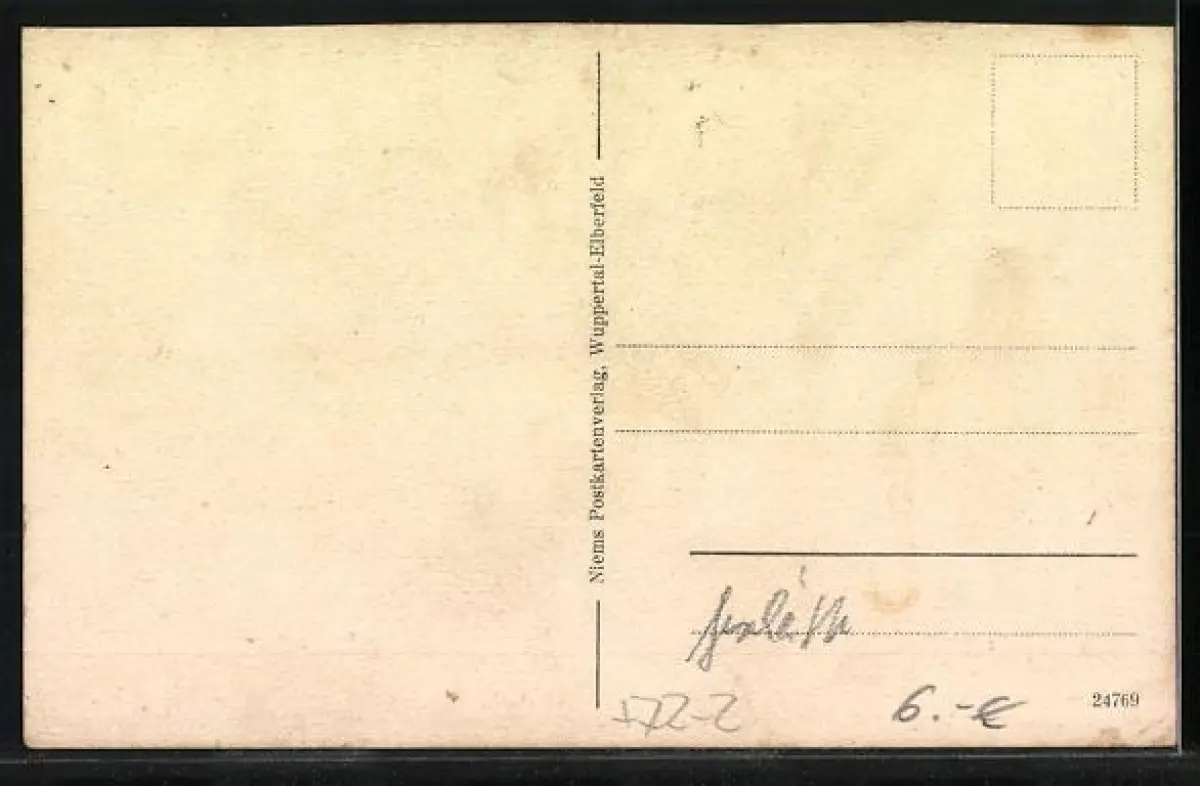 Niems Postkartenverlag, Wuppertal-Elberfeld
6.-€
24769